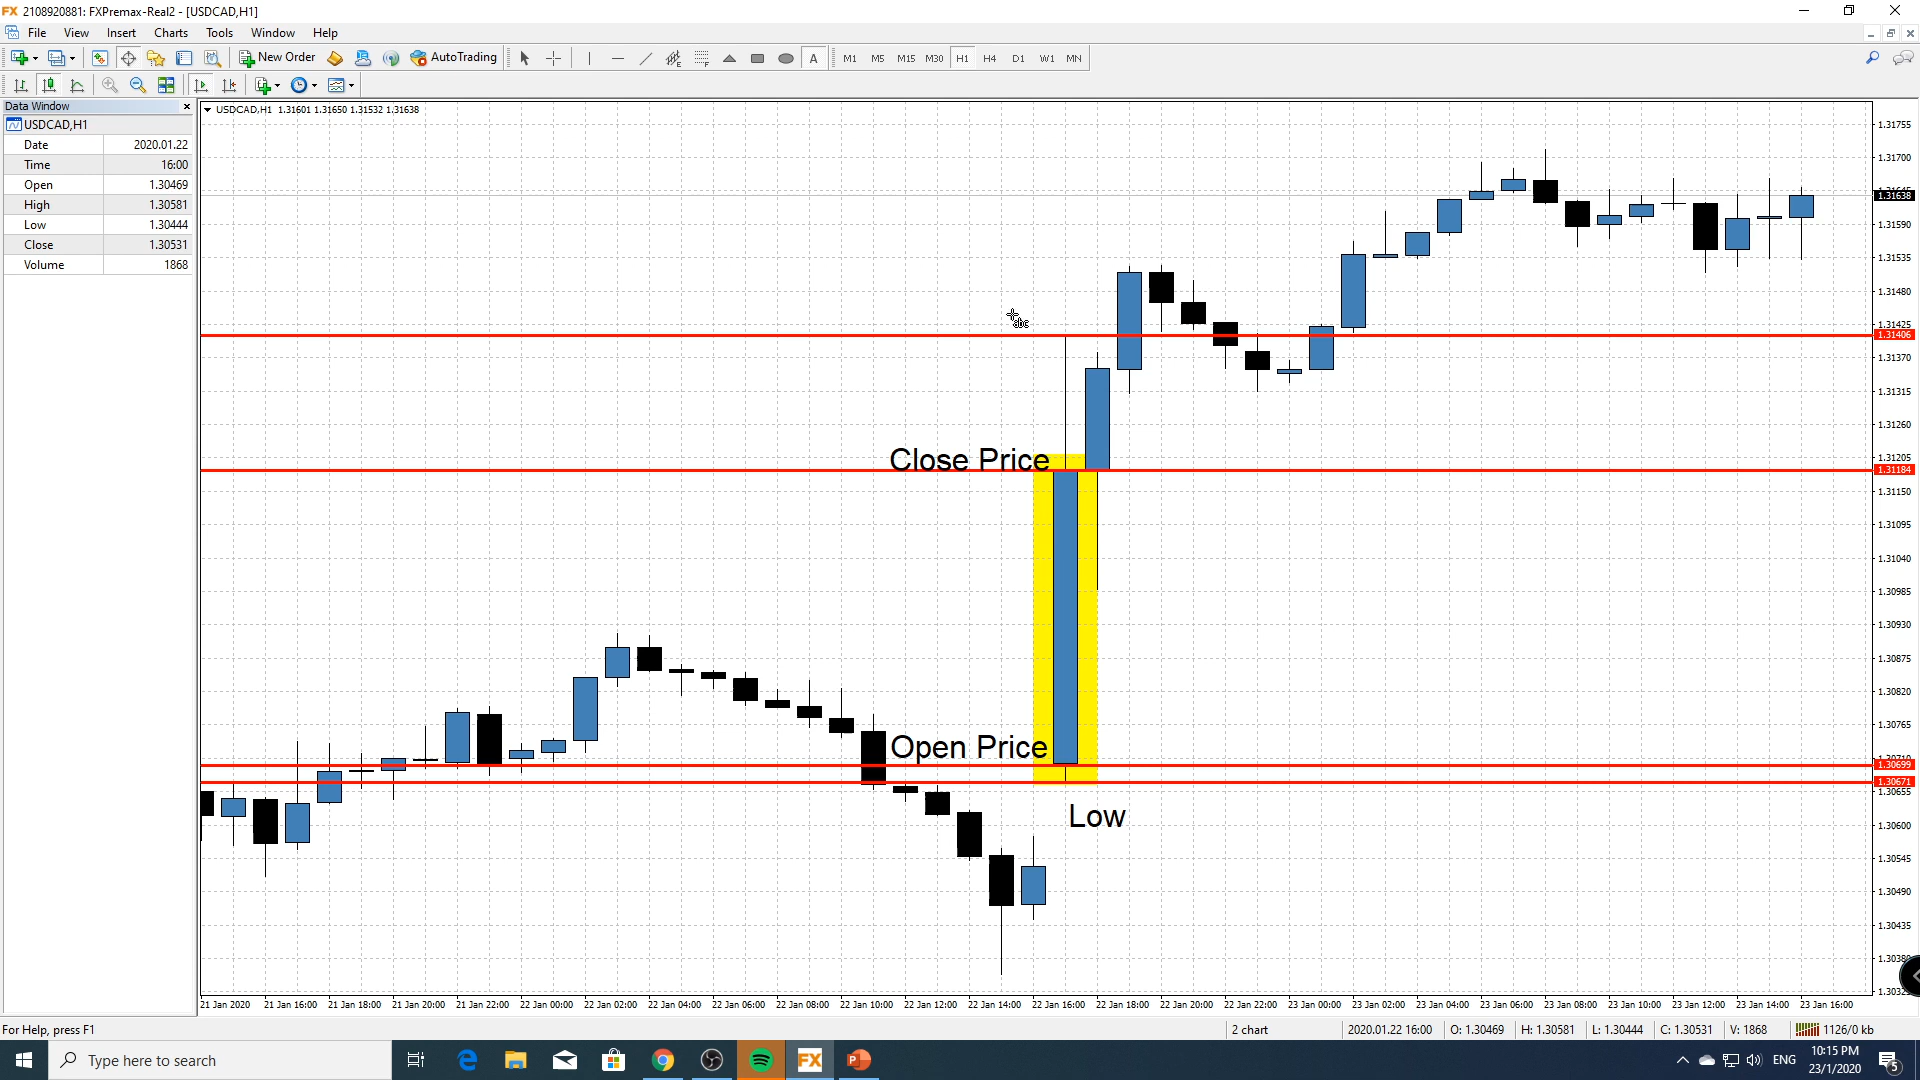 2108920881: FXPremax-Real2 - [USDCAD,H1]
File View Insert Charts Tools Window Help
New Order AutoTrading A M1 M5 M15 M30 H1 H4 D1 W1 MN
Data Window
USDCAD,H1
Date 2020.01.22
Time 16:00
Open 1.30469
High 1.30581
Low 1.30444
Close 1.30531
Volume 1868
USDCAD,H1 1.31601 1.31650 1.31532 1.31638
1.31755
1.31700
1.31638
1.31590
1.31535
1.31480
1.31425
1.31406
1.31370
1.31315
1.31260
1.31205
Close Price
1.31184
1.31150
1.31095
1.31040
1.30985
1.30930
1.30875
1.30820
1.30765
Open Price
1.30699
1.30671
1.30655
Low
1.30600
1.30545
1.30490
1.30435
21 Jan 2020 21 Jan 16:00 21 Jan 18:00 21 Jan 20:00 21 Jan 22:00 22 Jan 00:00 22 Jan 02:00 22 Jan 04:00 22 Jan 06:00 22 Jan 08:00 22 Jan 10:00 22 Jan 12:00 22 Jan 14:00 22 Jan 16:00 22 Jan 18:00 22 Jan 20:00 22 Jan 22:00 23 Jan 00:00 23 Jan 02:00 23 Jan 04:00 23 Jan 06:00 23 Jan 08:00 23 Jan 10:00 23 Jan 12:00 23 Jan 14:00 23 Jan 16:00
For Help, press F1 2 chart 2020.01.22 16:00 O: 1.30469 H: 1.30581 L: 1.30444 C: 1.30531 V: 1868 1126/0 kb
Type here to search FX ENG 10:15 PM
23/1/2020 5